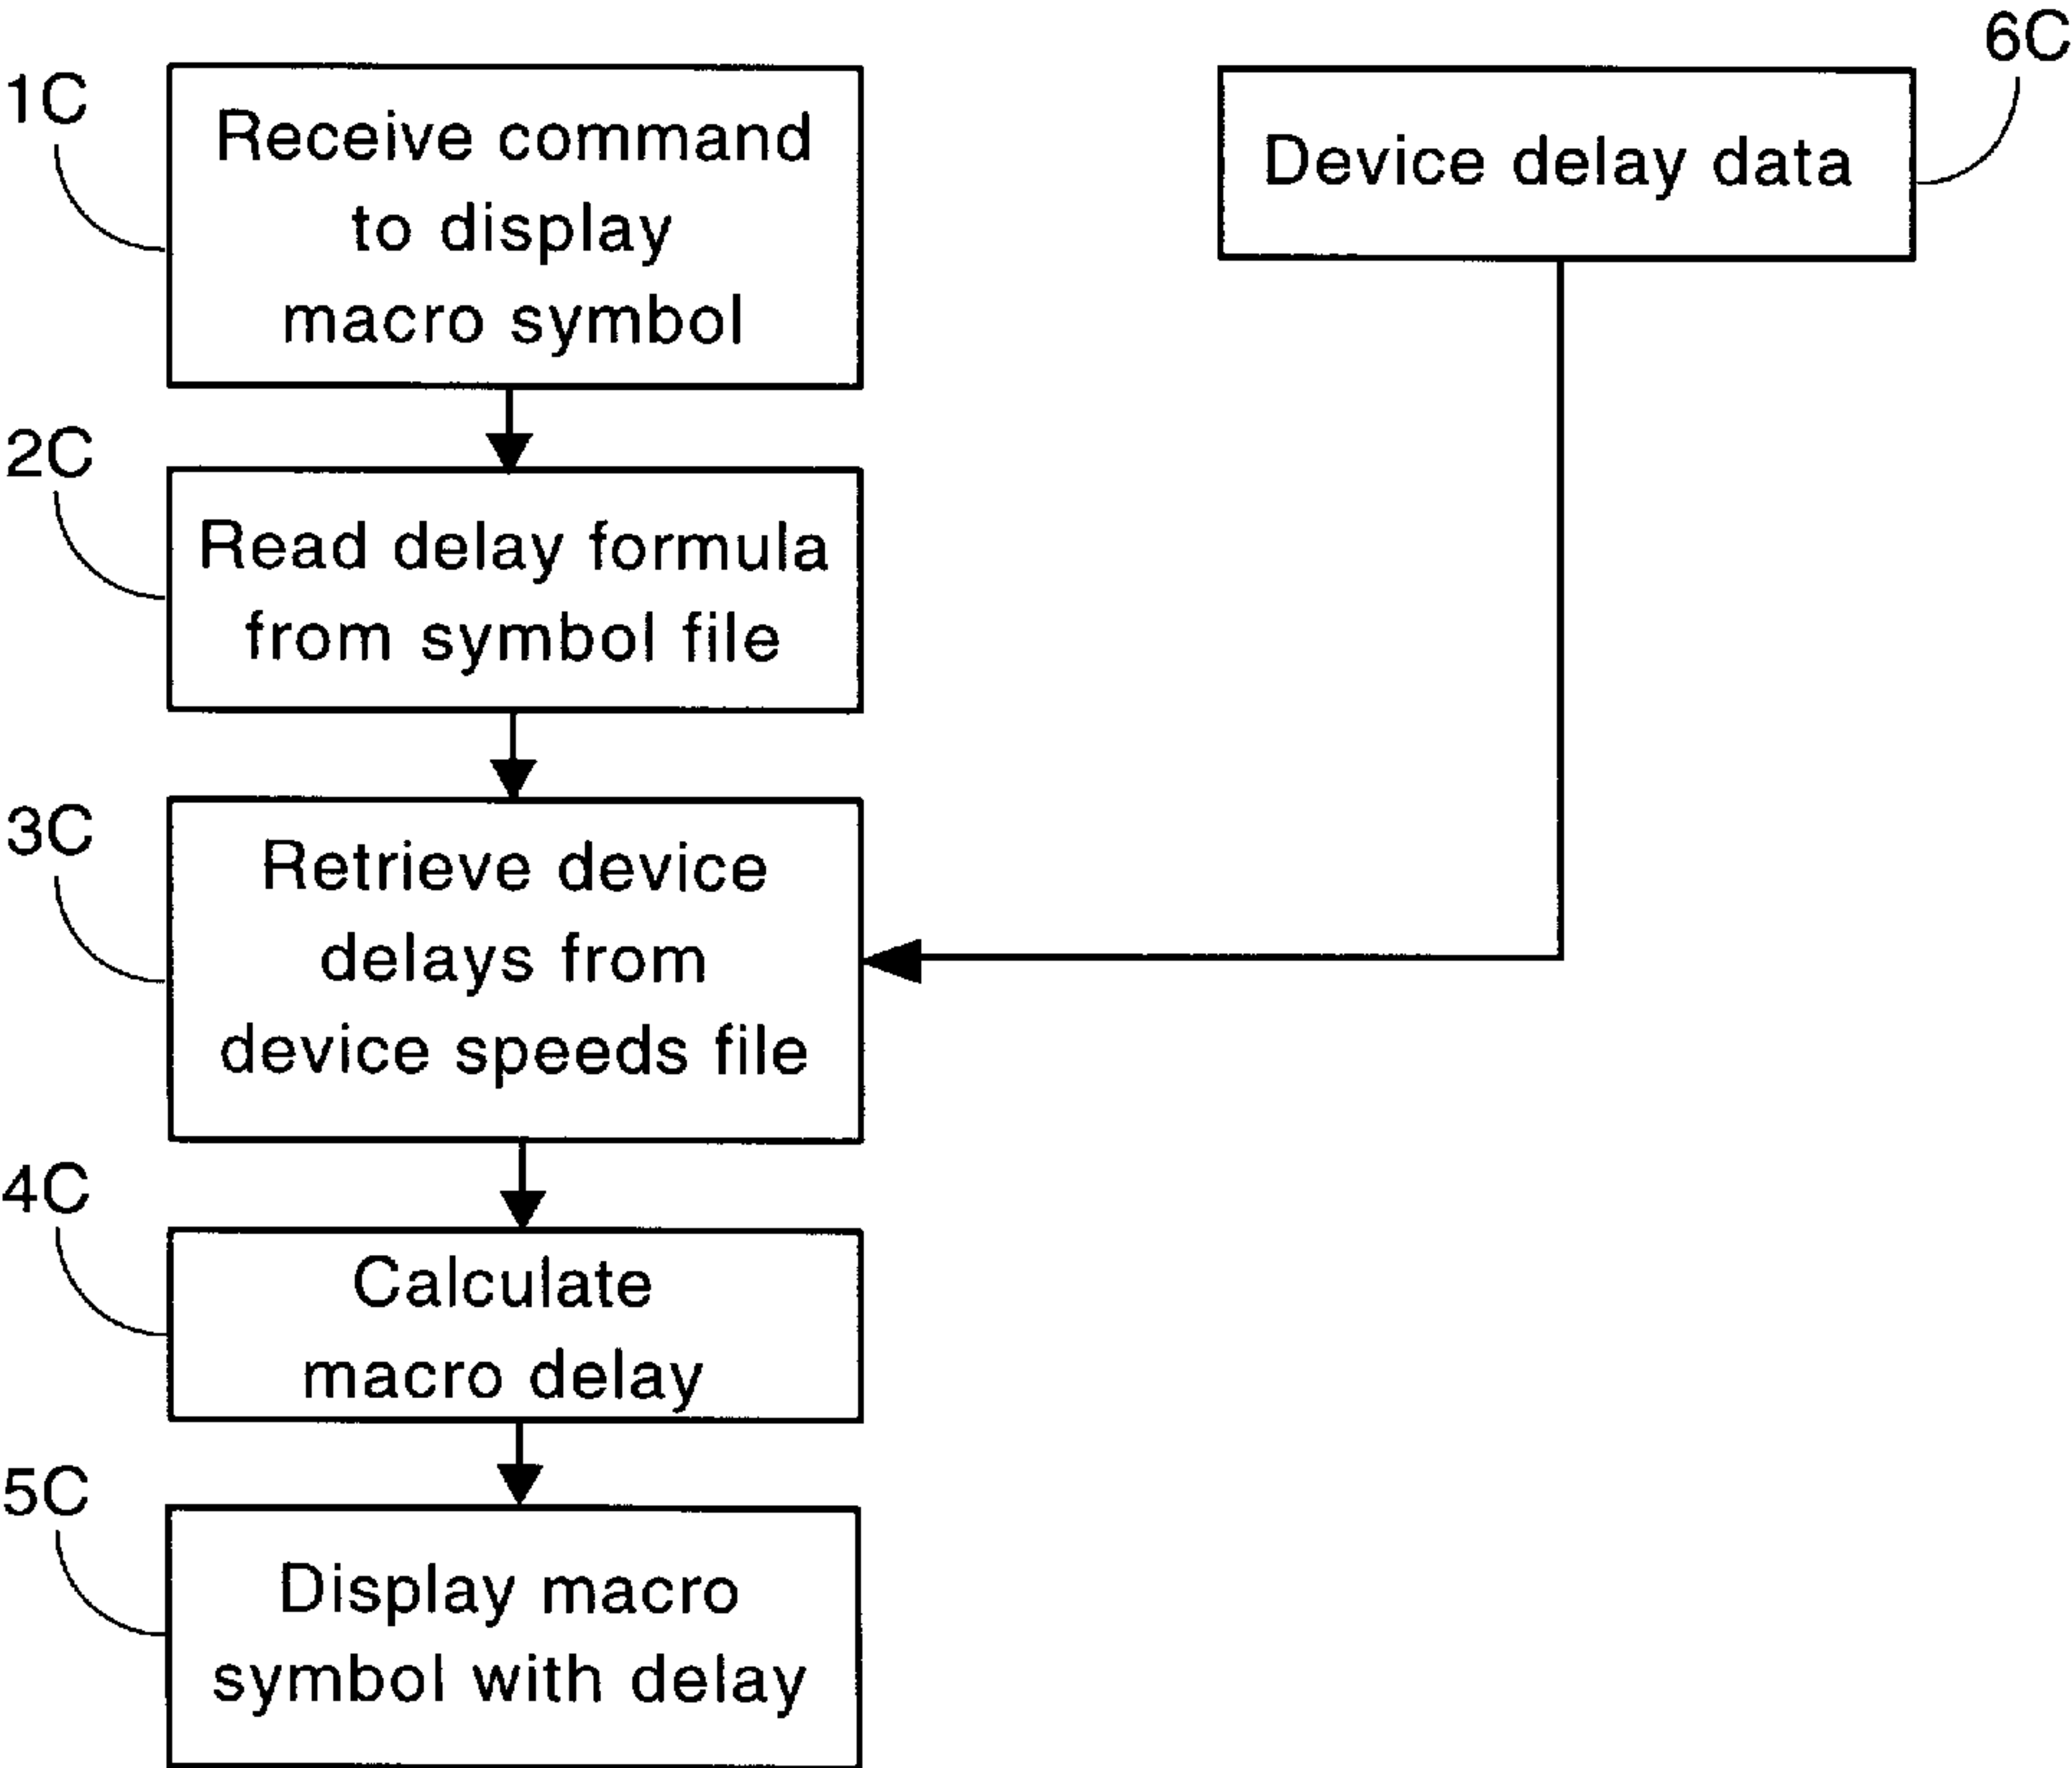 1C
Receive command
to display
macro symbol
6C
Device delay data
2C
Read delay formula
from symbol file
3C
Retrieve device
delays from
device speeds file
4C
Calculate
macro delay
5C
Display macro
symbol with delay